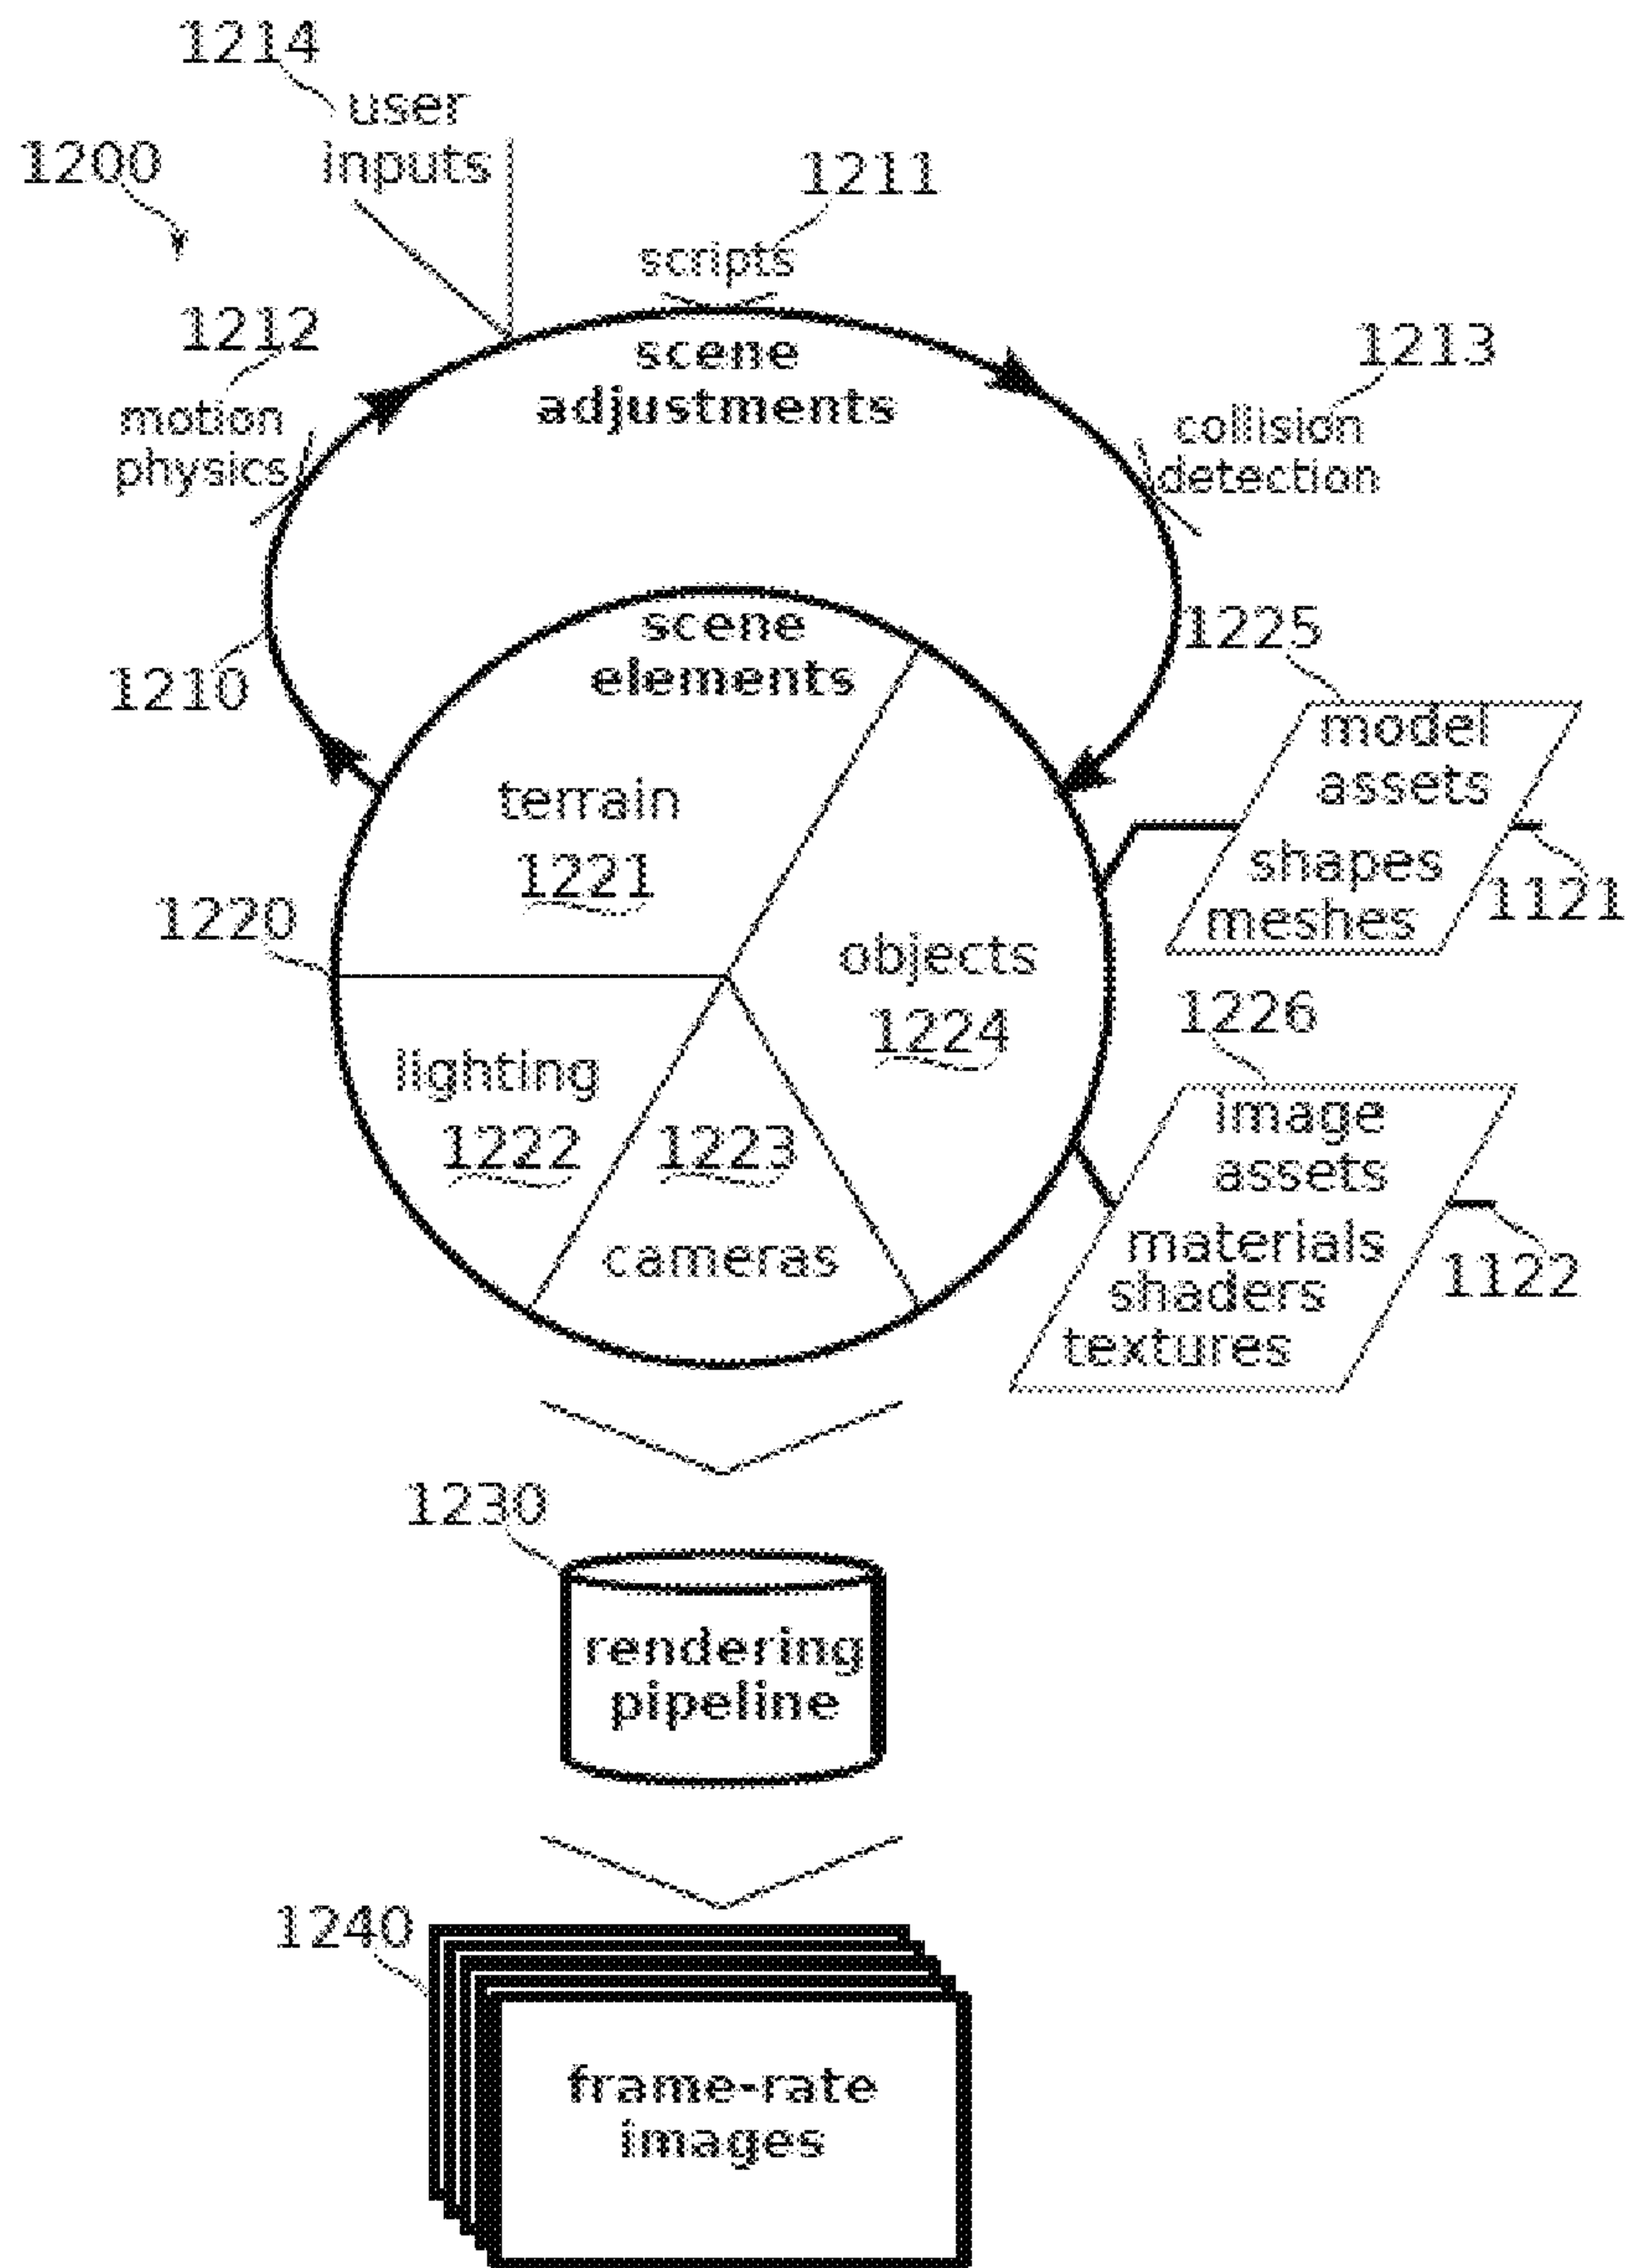 1214
user
inputs
1200
1211
scripts
1212
motion
physics
scene
adjustments
1213
collision
detection
1210
scene
elements
1225
model
assets
shapes
meshes
1121
terrain
1221
1220
objects
1224
lighting
1222
1223
cameras
1226
image
assets
materials
shaders
textures
1122
1230
rendering
pipeline
1240
frame-rate
images